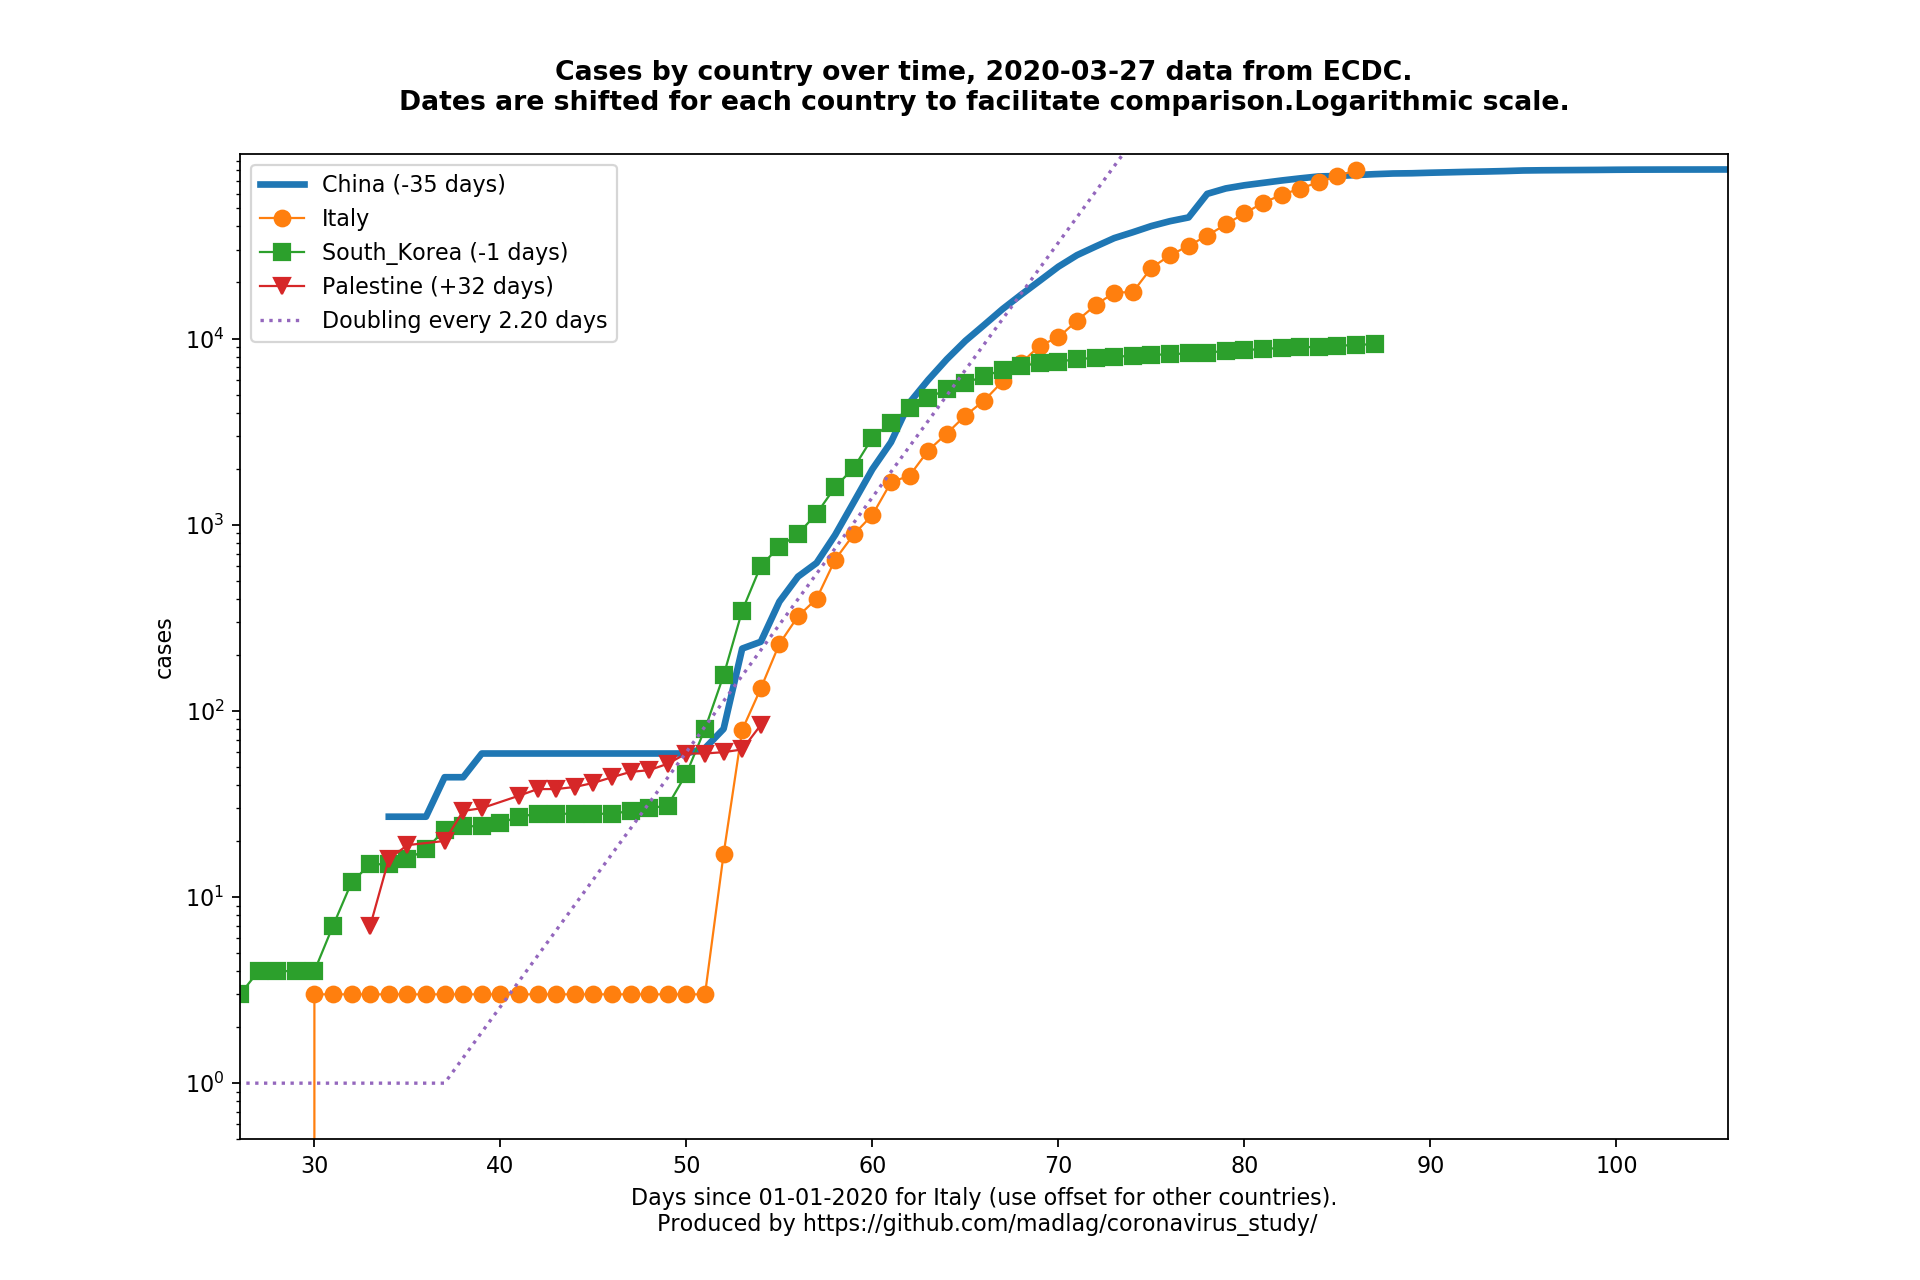 Cases by country over time, 2020-03-27 data from ECDC.
Dates are shifted for each country to facilitate comparison.Logarithmic scale.
China (-35 days)
Italy
South_Korea (-1 days)
Palestine (+32 days)
Doubling every 2.20 days
10⁴
10³
10²
10¹
10⁰
cases
30 40 50 60 70 80 90 100
Days since 01-01-2020 for Italy (use offset for other countries).
Produced by https://github.com/madlag/coronavirus_study/